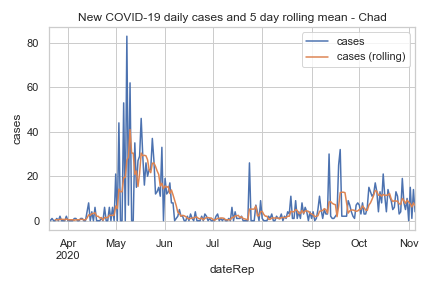 New COVID-19 daily cases and 5 day rolling mean - Chad
cases
cases (rolling)
80
60
40
20
0
cases
Apr May Jun Jul Aug Sep Oct Nov
2020
dateRep